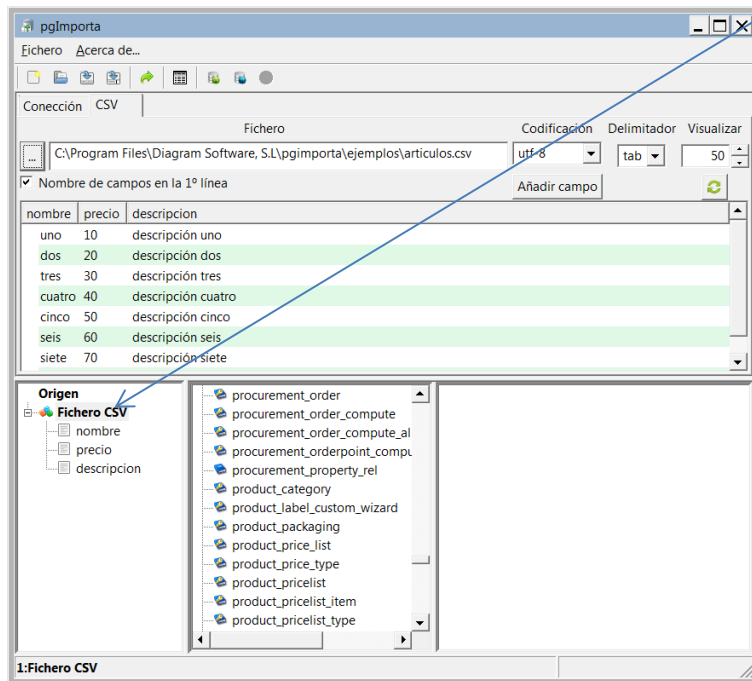 pgImporta
Fichero Acerca de...
Conección CSV
Fichero Codificación Delimitador Visualizar
... C:\Program Files\Diagram Software, S.L\pgimporta\ejemplos\articulos.csv utf-8 tab 50
Nombre de campos en la 1º línea Añadir campo
nombre precio descripcion
uno 10 descripción uno
dos 20 descripción dos
tres 30 descripción tres
cuatro 40 descripción cuatro
cinco 50 descripción cinco
seis 60 descripción seis
siete 70 descripción siete
Origen
Fichero CSV
nombre
precio
descripcion
procurement_order
procurement_order_compute
procurement_order_compute_al
procurement_orderpoint_compu
procurement_property_rel
product_category
product_label_custom_wizard
product_packaging
product_price_list
product_price_type
product_pricelist
product_pricelist_item
product_pricelist_type
1:Fichero CSV